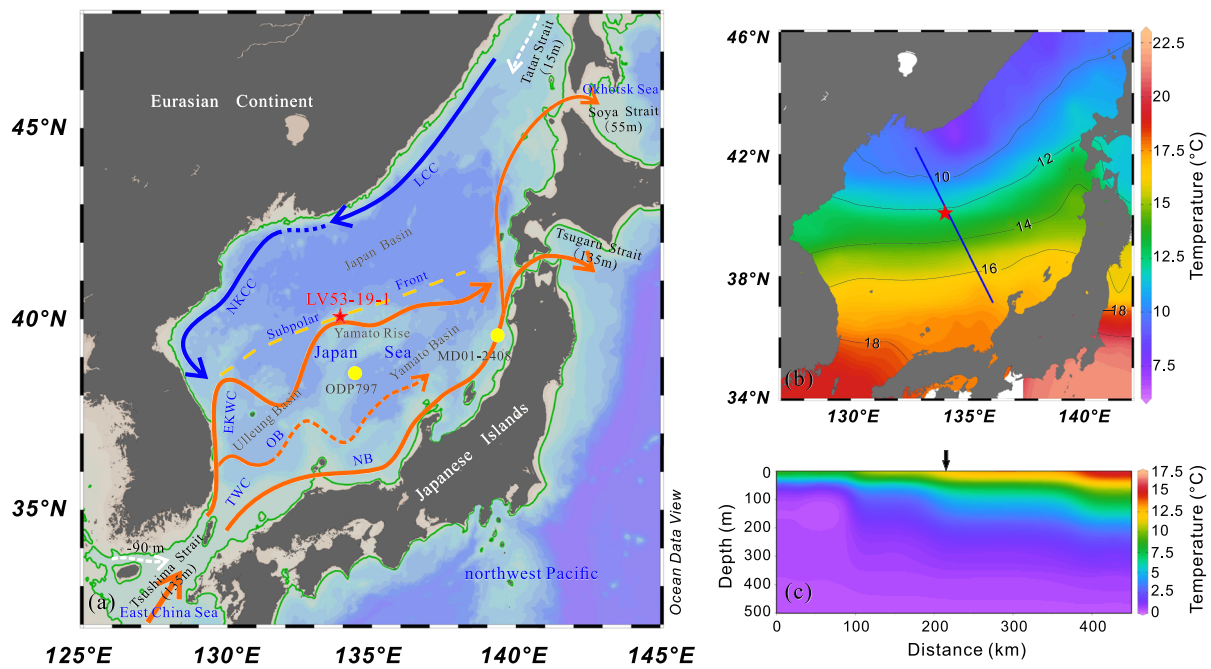 Tatar Strait
(15m)
Okhotsk Sea
Soya Strait
(55m)
Eurasian Continent
LCC
Japan Basin
Tsugaru Strait
(135m)
NKCC
Front
LV53-19-1
Subpolar
Yamato Rise
Japan Sea
Yamato Basin
MD01-2408
ODP797
EKWC
Ulleung Basin
OB
NB
TWC
Japanese Islands
-90 m
Tsushima Strait
(135m)
(a)
East China Sea
northwest Pacific
Ocean Data View
45°N
40°N
35°N
125°E 130°E 135°E 140°E 145°E
46°N
42°N
38°N
34°N
10
12
14
16
18
18
(b)
130°E 135°E 140°E
22.5
20
17.5
15
12.5
10
7.5
5
Temperature (°C)
0
100
200
300
400
500
Depth (m)
(c)
0 100 200 300 400
Distance (km)
17.5
15
12.5
10
7.5
5
2.5
0
Temperature (°C)